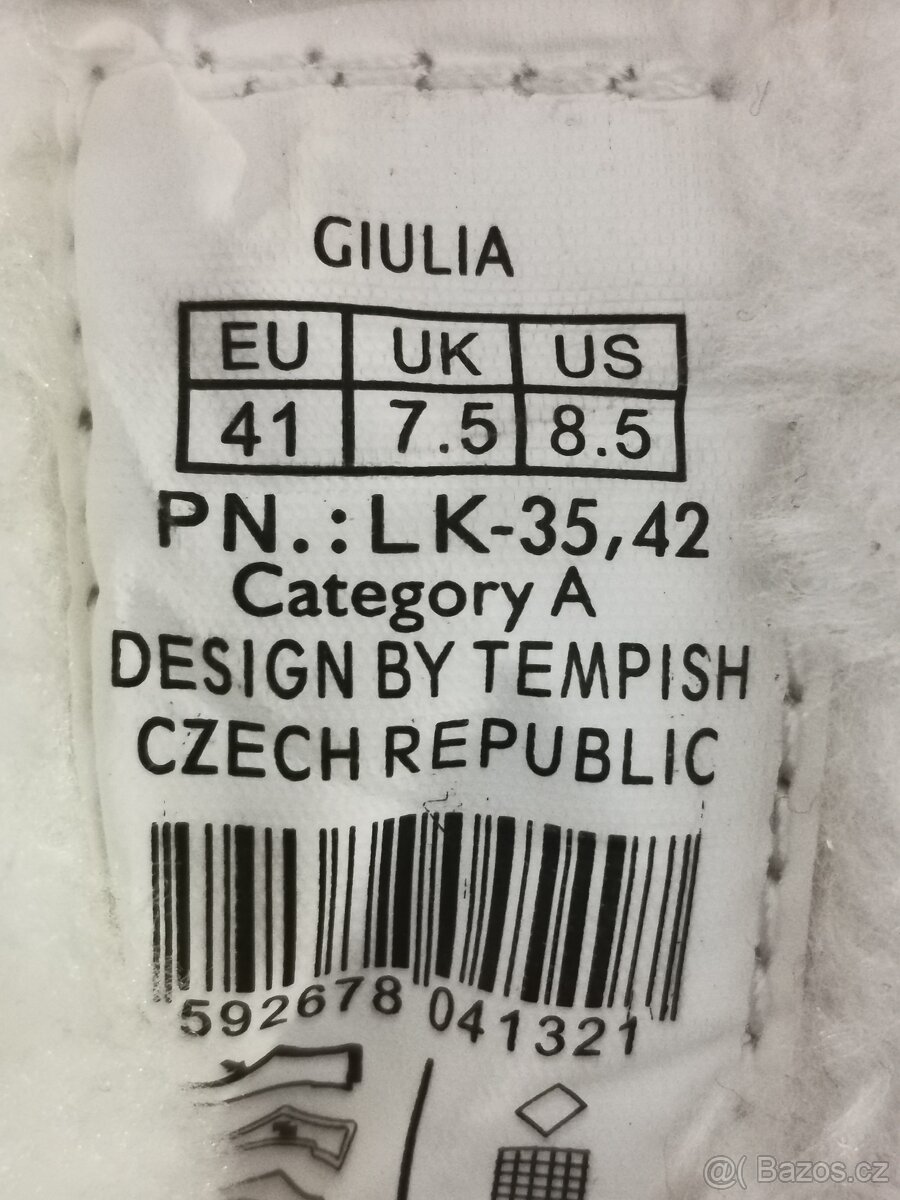 GIULIA
EU UK US
41 7.5 8.5
PN.:LK-35,42
Category A
DESIGN BY TEMPISH
CZECH REPUBLIC
592678 041321
@( Bazos.cz